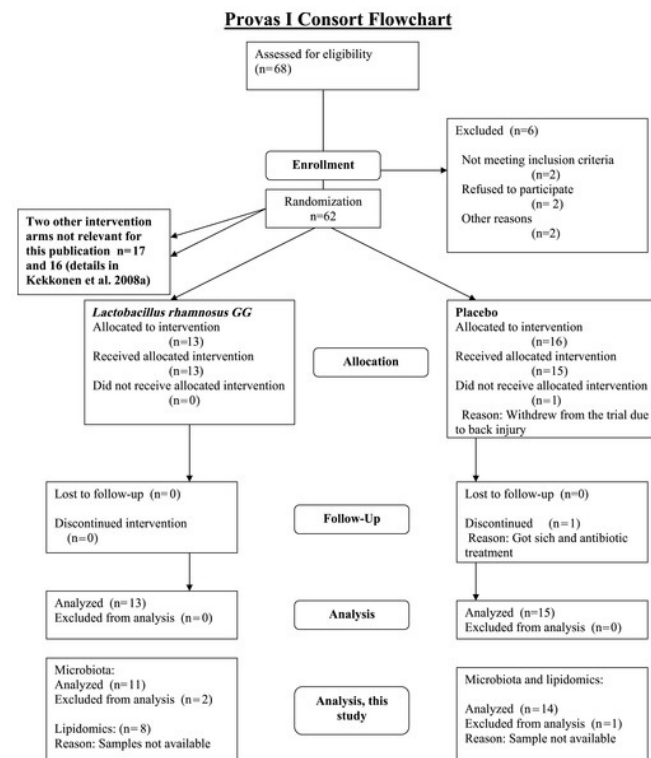 Provas I Consort Flowchart
Assessed for eligibility
(n=68)
Excluded (n=6)
Not meeting inclusion criteria
(n=2)
Refused to participate
(n= 2)
Other reasons
(n=2)
Enrollment
Randomization
n=62
Two other intervention
arms not relevant for
this publication n=17
and 16 (details in
Kekkonen et al. 2008a)
Lactobacillus rhamnosus GG
Allocated to intervention
(n=13)
Received allocated intervention
(n=13)
Did not receive allocated intervention
(n=0)
Allocation
Placebo
Allocated to intervention
(n=16)
Received allocated intervention
(n=15)
Did not receive allocated intervention
(n=1)
Reason: Withdrew from the trial due
to back injury
Lost to follow-up (n=0)
Discontinued intervention
(n=0)
Follow-Up
Lost to follow-up (n=0)
Discontinued (n=1)
Reason: Got sich and antibiotic
treatment
Analyzed (n=13)
Excluded from analysis (n=0)
Analysis
Analyzed (n=15)
Excluded from analysis (n=0)
Microbiota:
Analyzed (n=11)
Excluded from analysis (n=2)
Lipidomics: (n=8)
Reason: Samples not available
Analysis, this
study
Microbiota and lipidomics:
Analyzed (n=14)
Excluded from analysis (n=1)
Reason: Sample not available